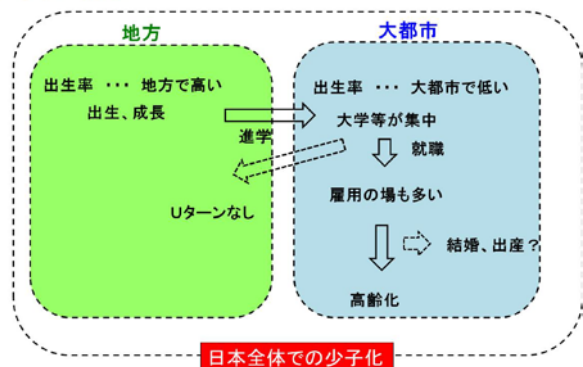 地方
出生率 ・・・ 地方で高い
出生、成長
進学
Uターンなし
大都市
出生率 ・・・ 大都市で低い
大学等が集中
就職
雇用の場も多い
結婚、出産？
高齢化
日本全体での少子化